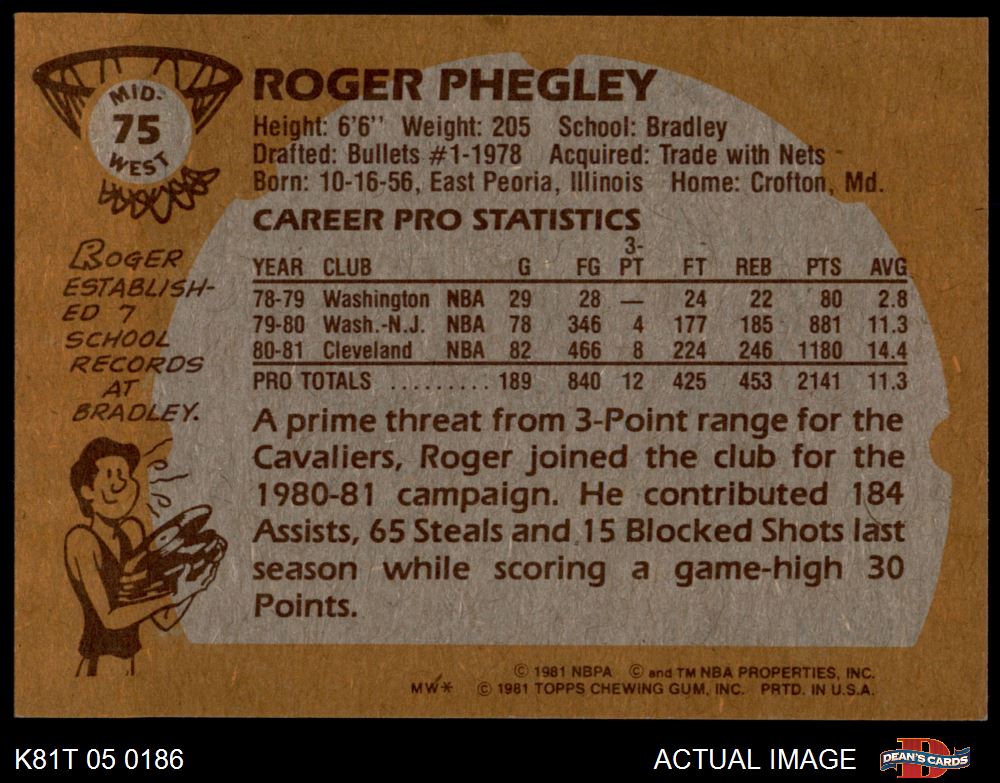 MID-
75
WEST
ROGER PHEGLEY
Height: 6'6'' Weight: 205 School: Bradley
Drafted: Bullets #1-1978 Acquired: Trade with Nets
Born: 10-16-56, East Peoria, Illinois Home: Crofton, Md.
CAREER PRO STATISTICS
YEAR CLUB G FG 3-PT FT REB PTS AVG
78-79 Washington NBA 29 28 — 24 22 80 2.8
79-80 Wash.-N.J. NBA 78 346 4 177 185 881 11.3
80-81 Cleveland NBA 82 466 8 224 246 1180 14.4
PRO TOTALS ......... 189 840 12 425 453 2141 11.3
A prime threat from 3-Point range for the
Cavaliers, Roger joined the club for the
1980-81 campaign. He contributed 184
Assists, 65 Steals and 15 Blocked Shots last
season while scoring a game-high 30
Points.
ROGER
ESTABLISH-
ED 7
SCHOOL
RECORDS
AT
BRADLEY.
© 1981 NBPA © and TM NBA PROPERTIES, INC.
MW* © 1981 TOPPS CHEWING GUM, INC. PRTD. IN U.S.A.
K81T 05 0186
ACTUAL IMAGE
D
DEAN'S CARDS